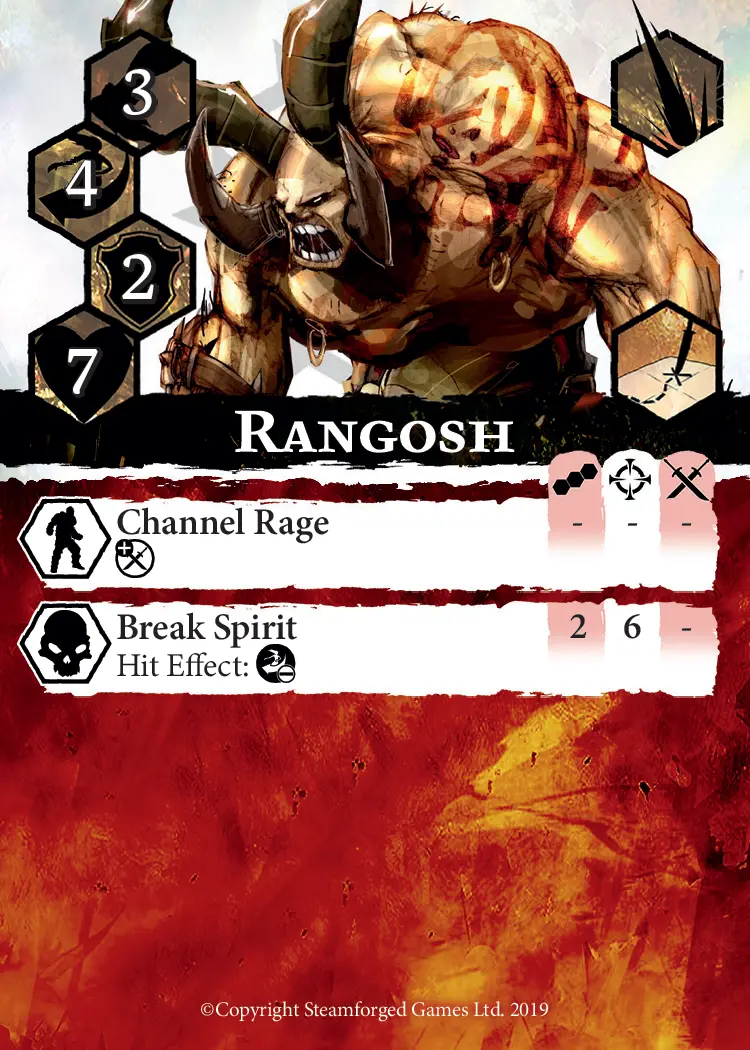 3
4
2
7
RANGOSH
Channel Rage - - -
Break Spirit 2 6 -
Hit Effect:
©Copyright Steamforged Games Ltd. 2019